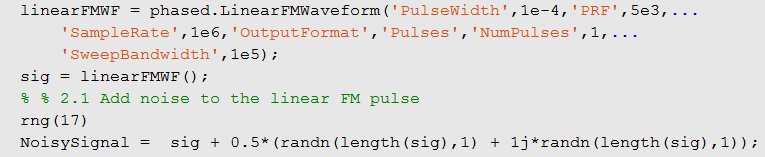 linearFMWF = phased.LinearFMWaveform('PulseWidth',1e-4,'PRF',5e3,...
'SampleRate',1e6,'OutputFormat','Pulses','NumPulses',1,...
'SweepBandwidth',1e5);
sig = linearFMWF();
% % 2.1 Add noise to the linear FM pulse
rng(17)
NoisySignal =  sig + 0.5*(randn(length(sig),1) + 1j*randn(length(sig),1));